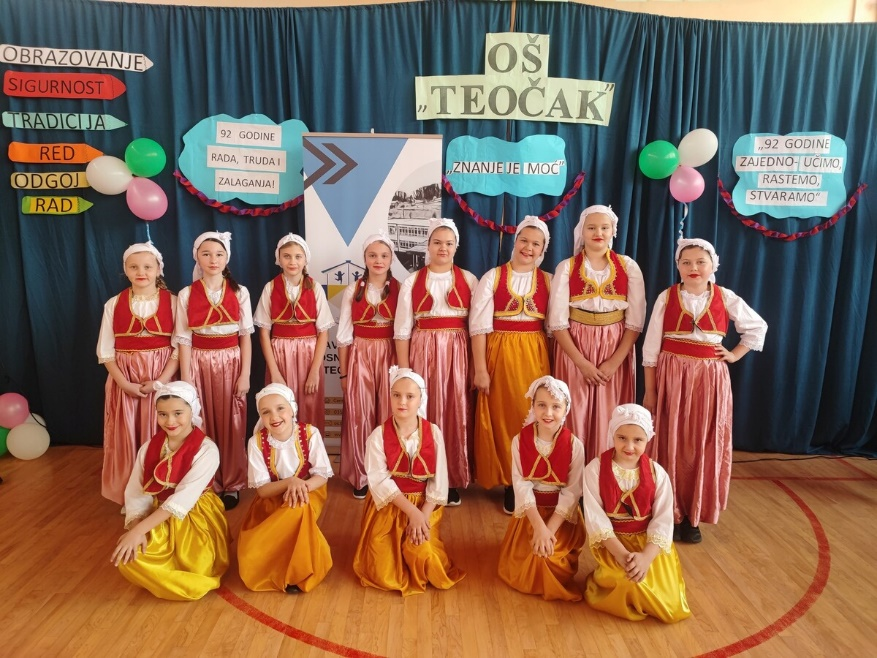 OBRAZOVANJE
SIGURNOST
TRADICIJA
RED
ODGOJ
RAD
92 GODINE
RADA, TRUDA I
ZALAGANJA!
OŠ
„TEOČAK"
„ZNANJE JE MOĆ"
„92 GODINE
ZAJEDNO- UČIMO,
RASTEMO,
STVARAMO"